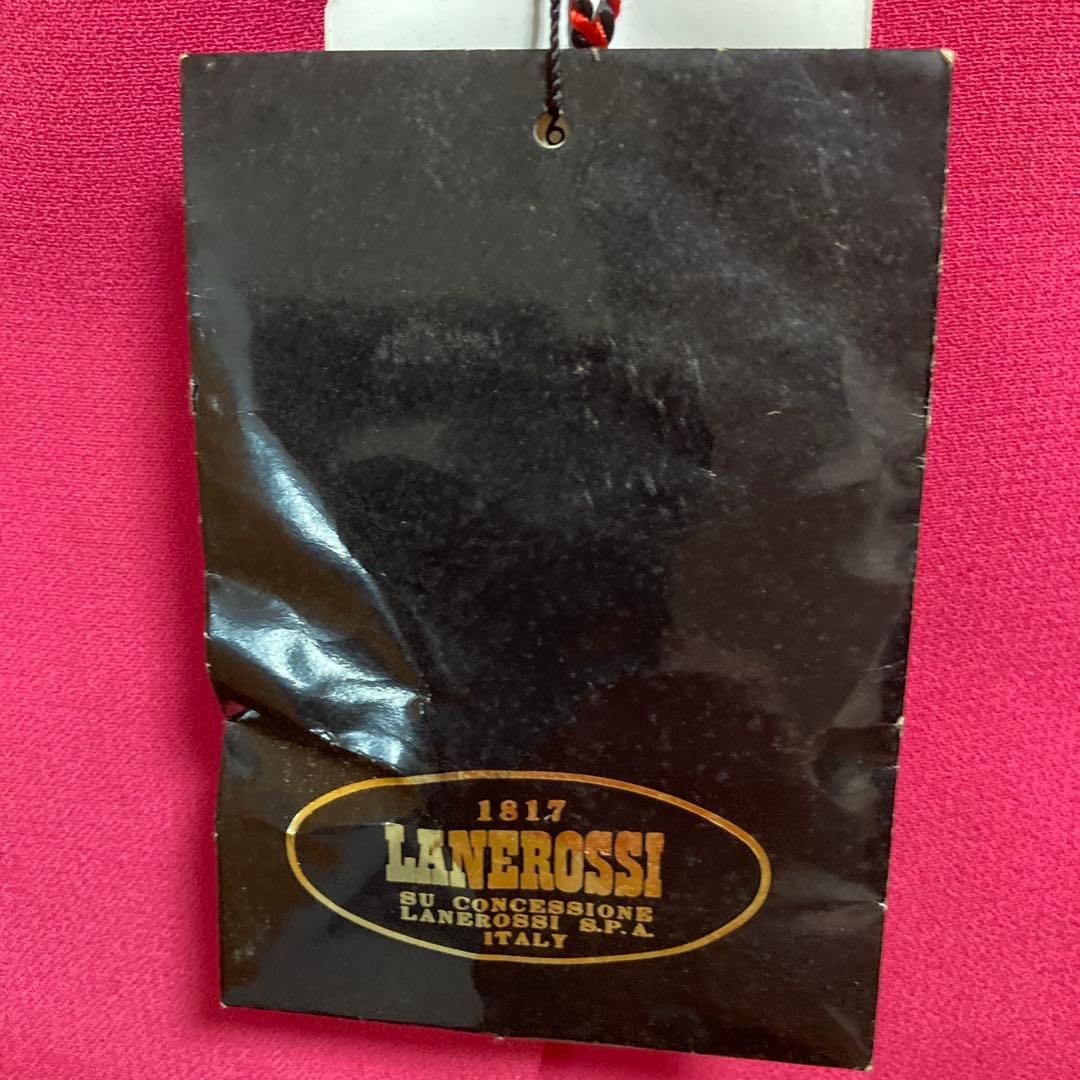 1817
LANEROSSI
SU CONCESSIONE
LANEROSSI S.P.A.
ITALY